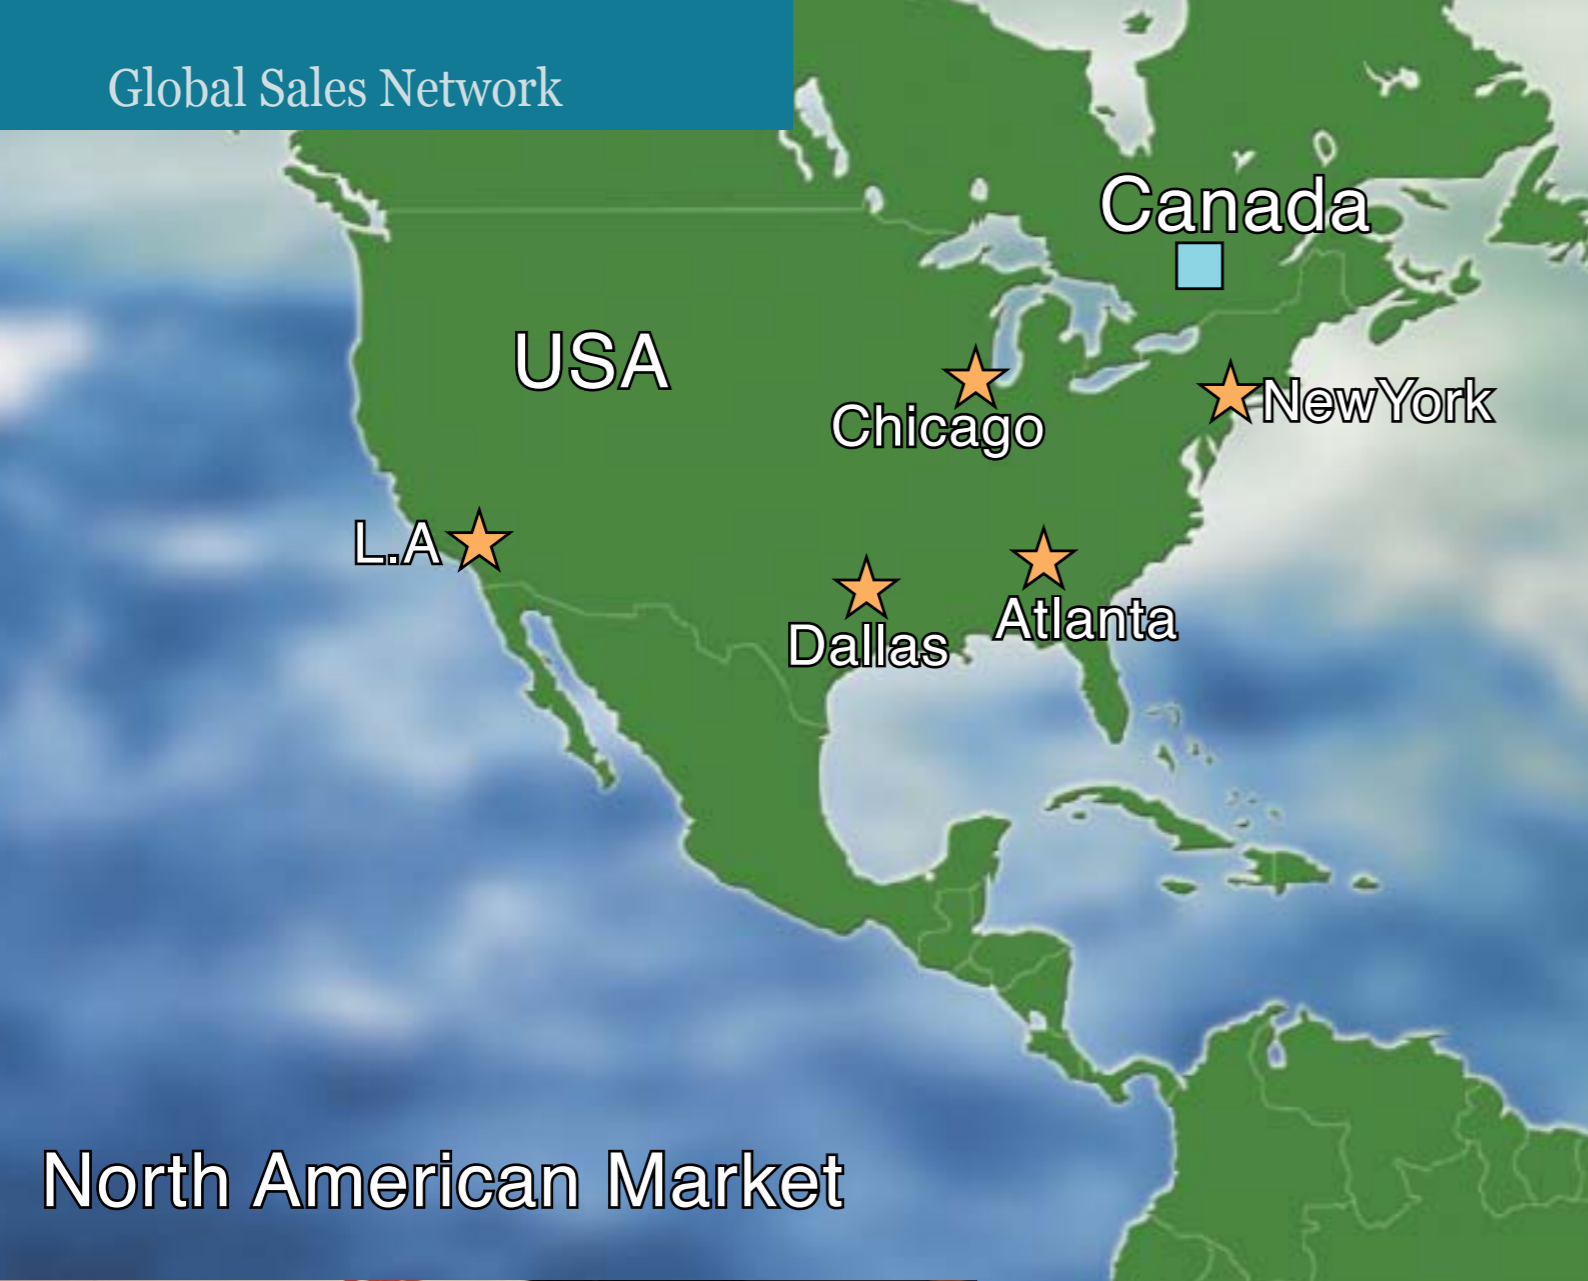 Global Sales Network
Canada
USA
Chicago
NewYork
L.A
Dallas
Atlanta
North American Market